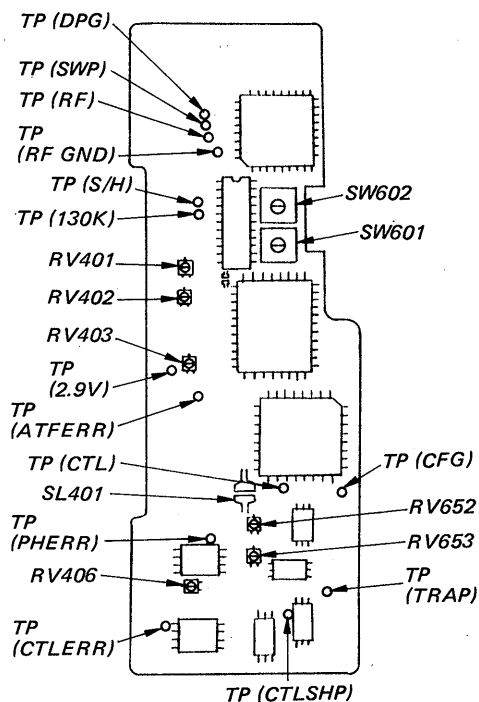 TP (DPG)
TP (SWP)
TP (RF)
TP
(RF GND)
TP (S/H)
TP (130K)
SW602
SW601
RV401
RV402
RV403
TP
(2.9V)
TP
(ATFERR)
TP (CTL)
TP (CFG)
SL401
RV652
TP
(PHERR)
RV653
RV406
TP
(TRAP)
TP
(CTLERR)
TP (CTLSHP)